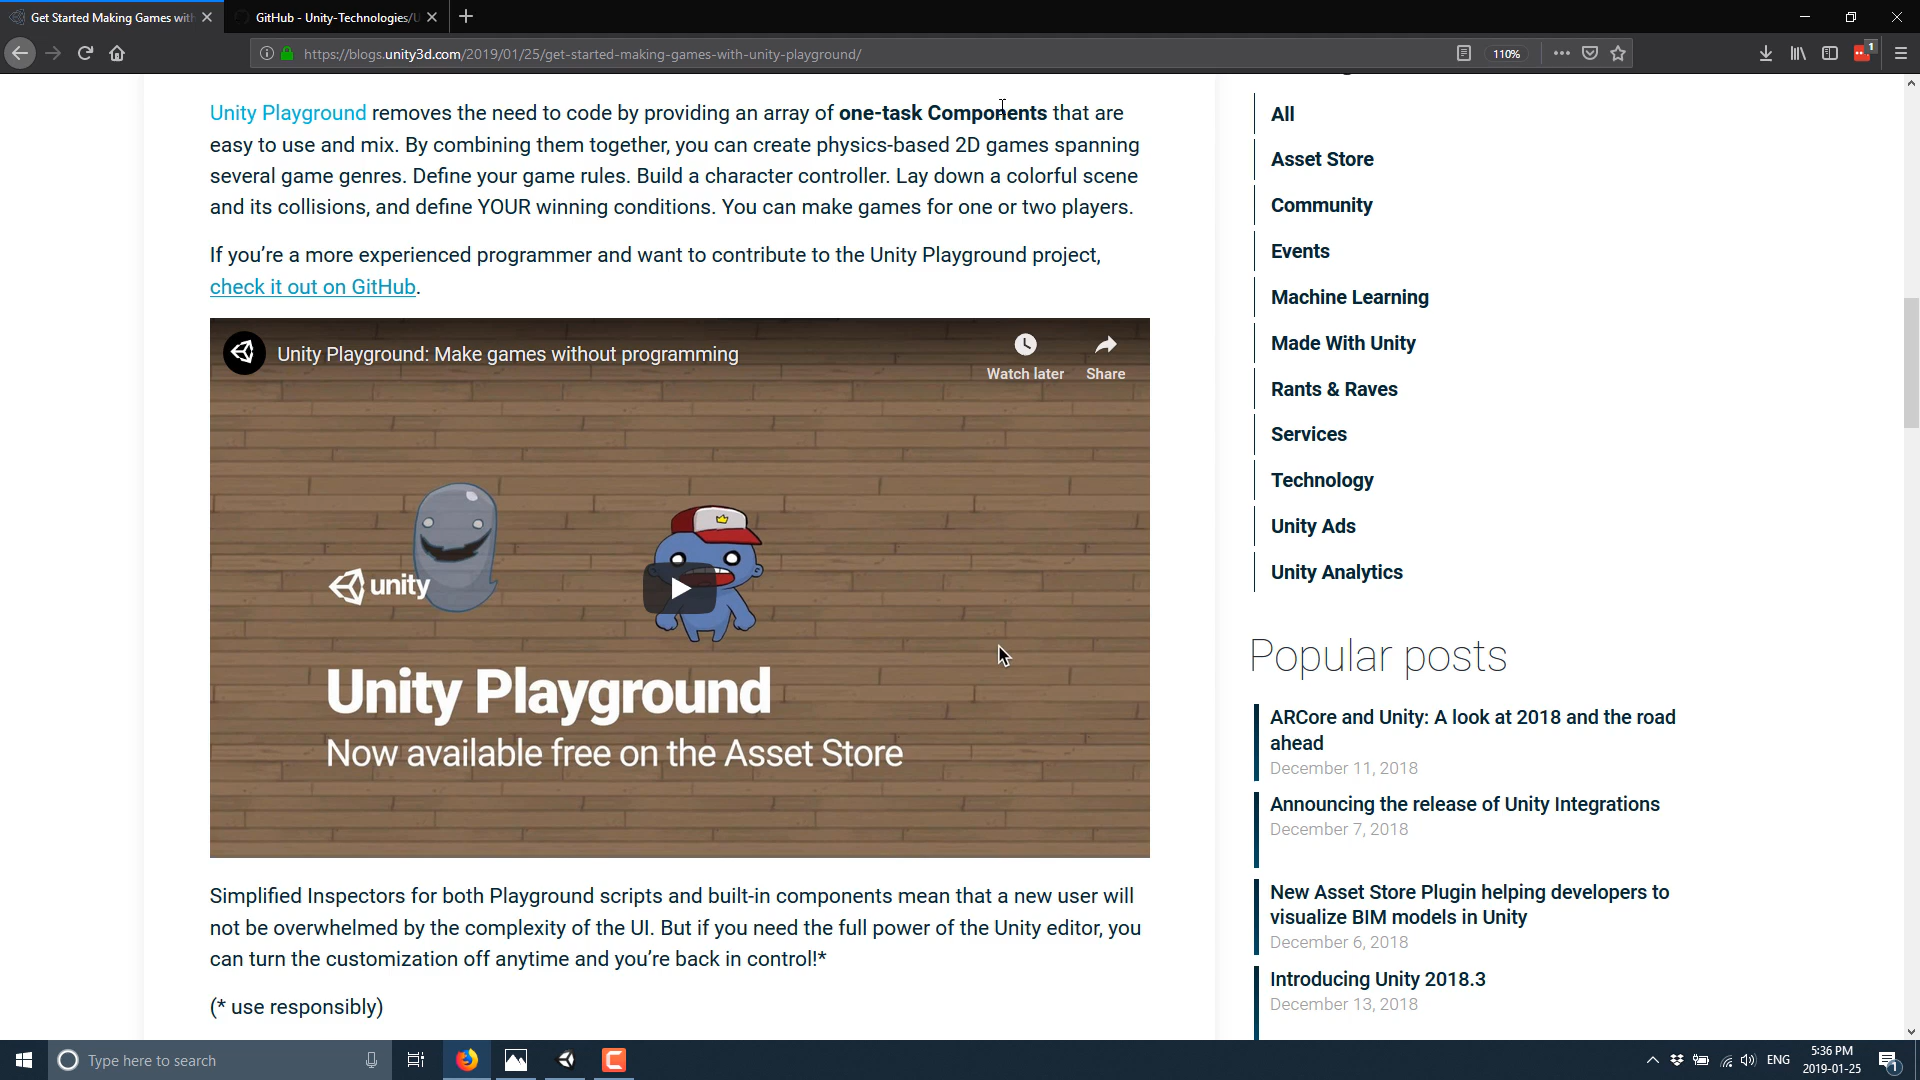 Get Started Making Games with
GitHub - Unity-Technologies/U
https://blogs.unity3d.com/2019/01/25/get-started-making-games-with-unity-playground/
110%
1
Unity Playground removes the need to code by providing an array of one-task Components that are
easy to use and mix. By combining them together, you can create physics-based 2D games spanning
several game genres. Define your game rules. Build a character controller. Lay down a colorful scene
and its collisions, and define YOUR winning conditions. You can make games for one or two players.
If you're a more experienced programmer and want to contribute to the Unity Playground project,
check it out on GitHub.
Unity Playground: Make games without programming
Watch later
Share
unity
Unity Playground
Now available free on the Asset Store
Simplified Inspectors for both Playground scripts and built-in components mean that a new user will
not be overwhelmed by the complexity of the UI. But if you need the full power of the Unity editor, you
can turn the customization off anytime and you're back in control!*
(* use responsibly)
All
Asset Store
Community
Events
Machine Learning
Made With Unity
Rants & Raves
Services
Technology
Unity Ads
Unity Analytics
Popular posts
ARCore and Unity: A look at 2018 and the road
ahead
December 11, 2018
Announcing the release of Unity Integrations
December 7, 2018
New Asset Store Plugin helping developers to
visualize BIM models in Unity
December 6, 2018
Introducing Unity 2018.3
December 13, 2018
Type here to search
ENG
5:36 PM
2019-01-25
1